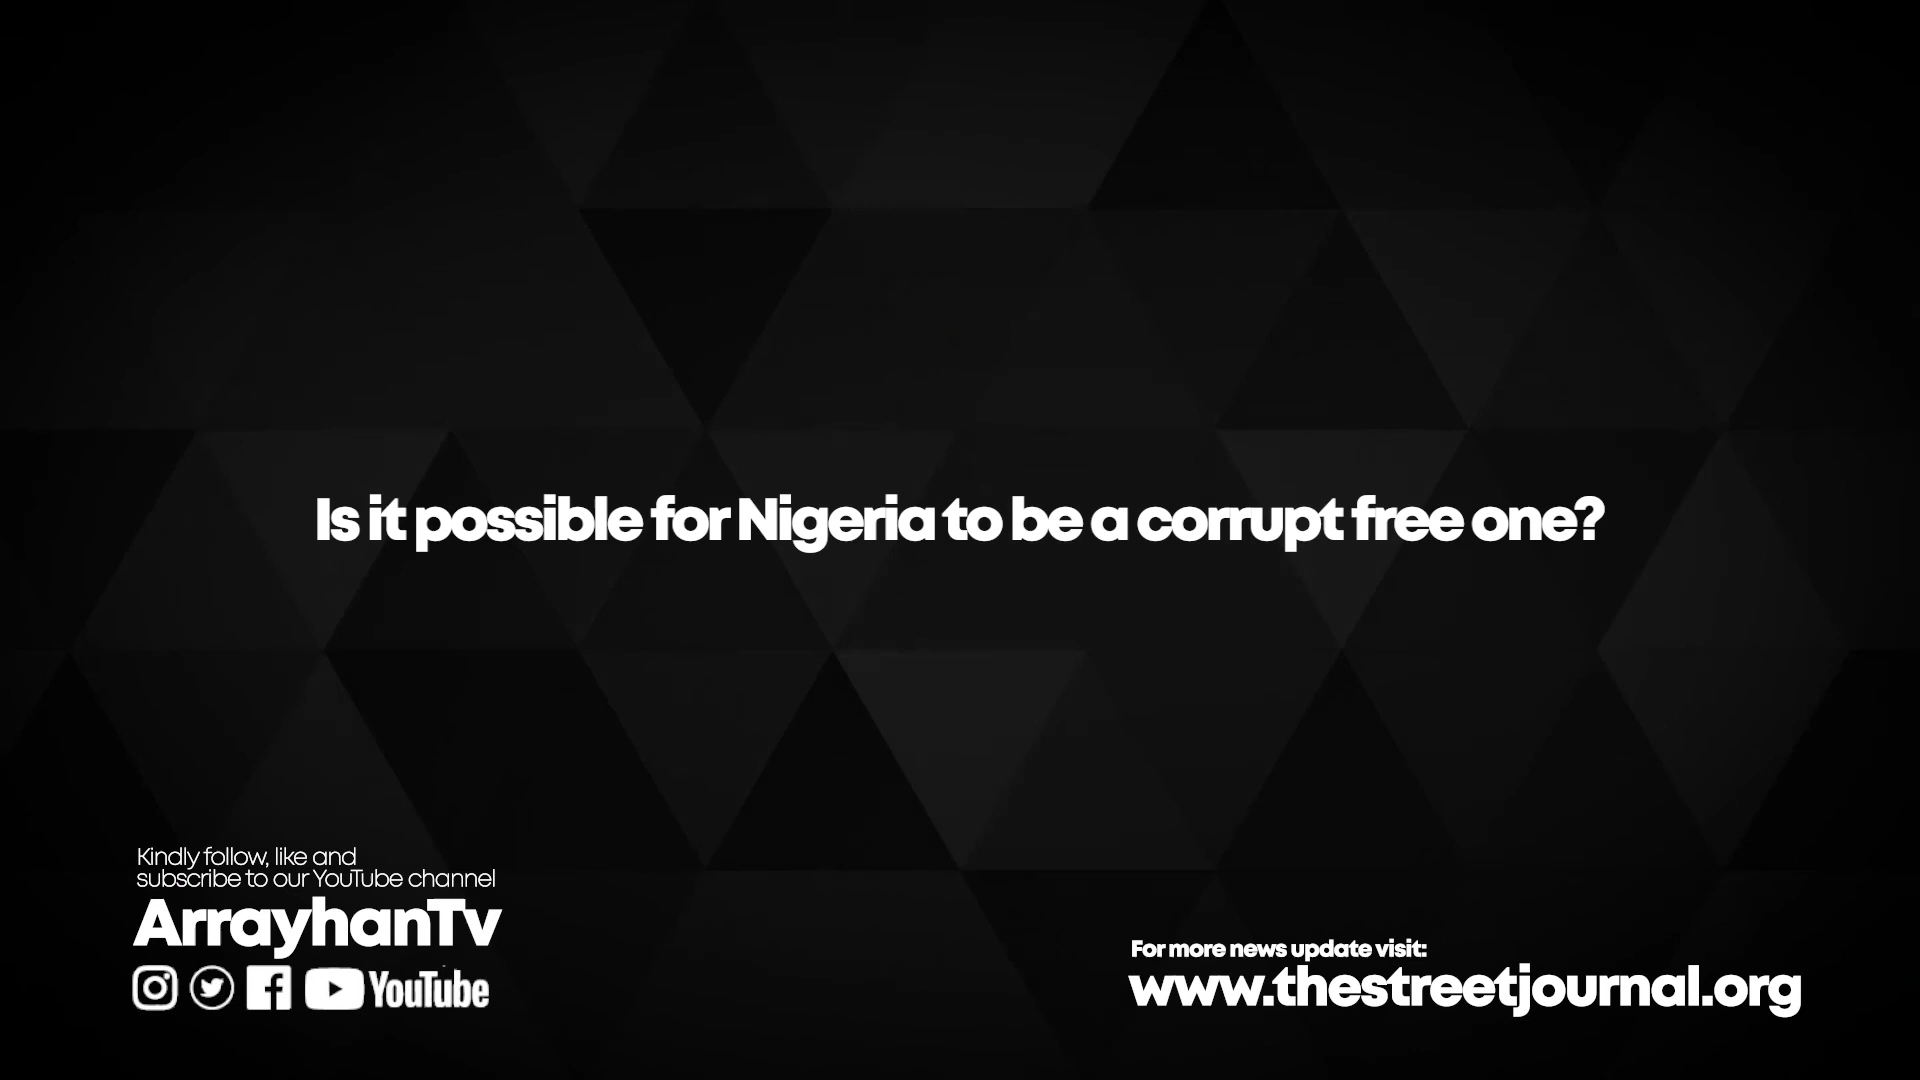 Is it possible for Nigeria to be a corrupt free one?
Kindly follow, like and
subscribe to our YouTube channel
ArrayhanTv
YouTube
For more news update visit:
www.thestreetjournal.org